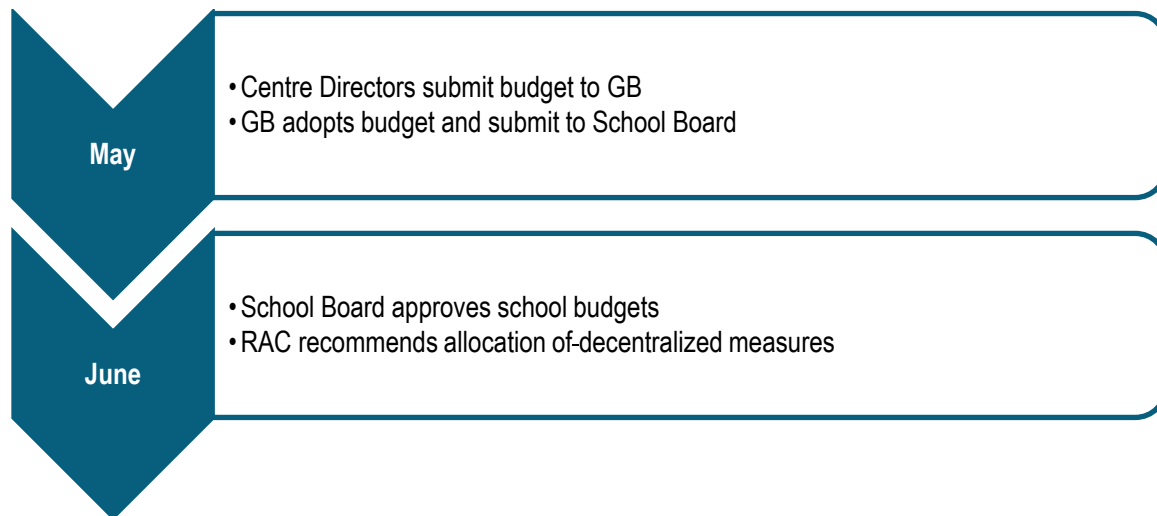 May
• Centre Directors submit budget to GB
• GB adopts budget and submit to School Board
June
• School Board approves school budgets
• RAC recommends allocation of-decentralized measures